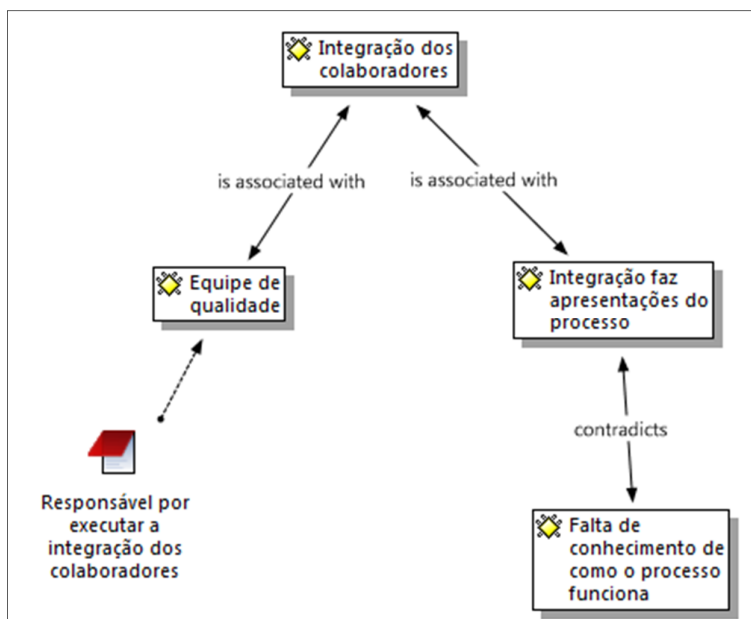 Integração dos
colaboradores
is associated with
is associated with
Equipe de
qualidade
Integração faz
apresentações do
processo
contradicts
Responsável por
executar a
integração dos
colaboradores
Falta de
conhecimento de
como o processo
funciona